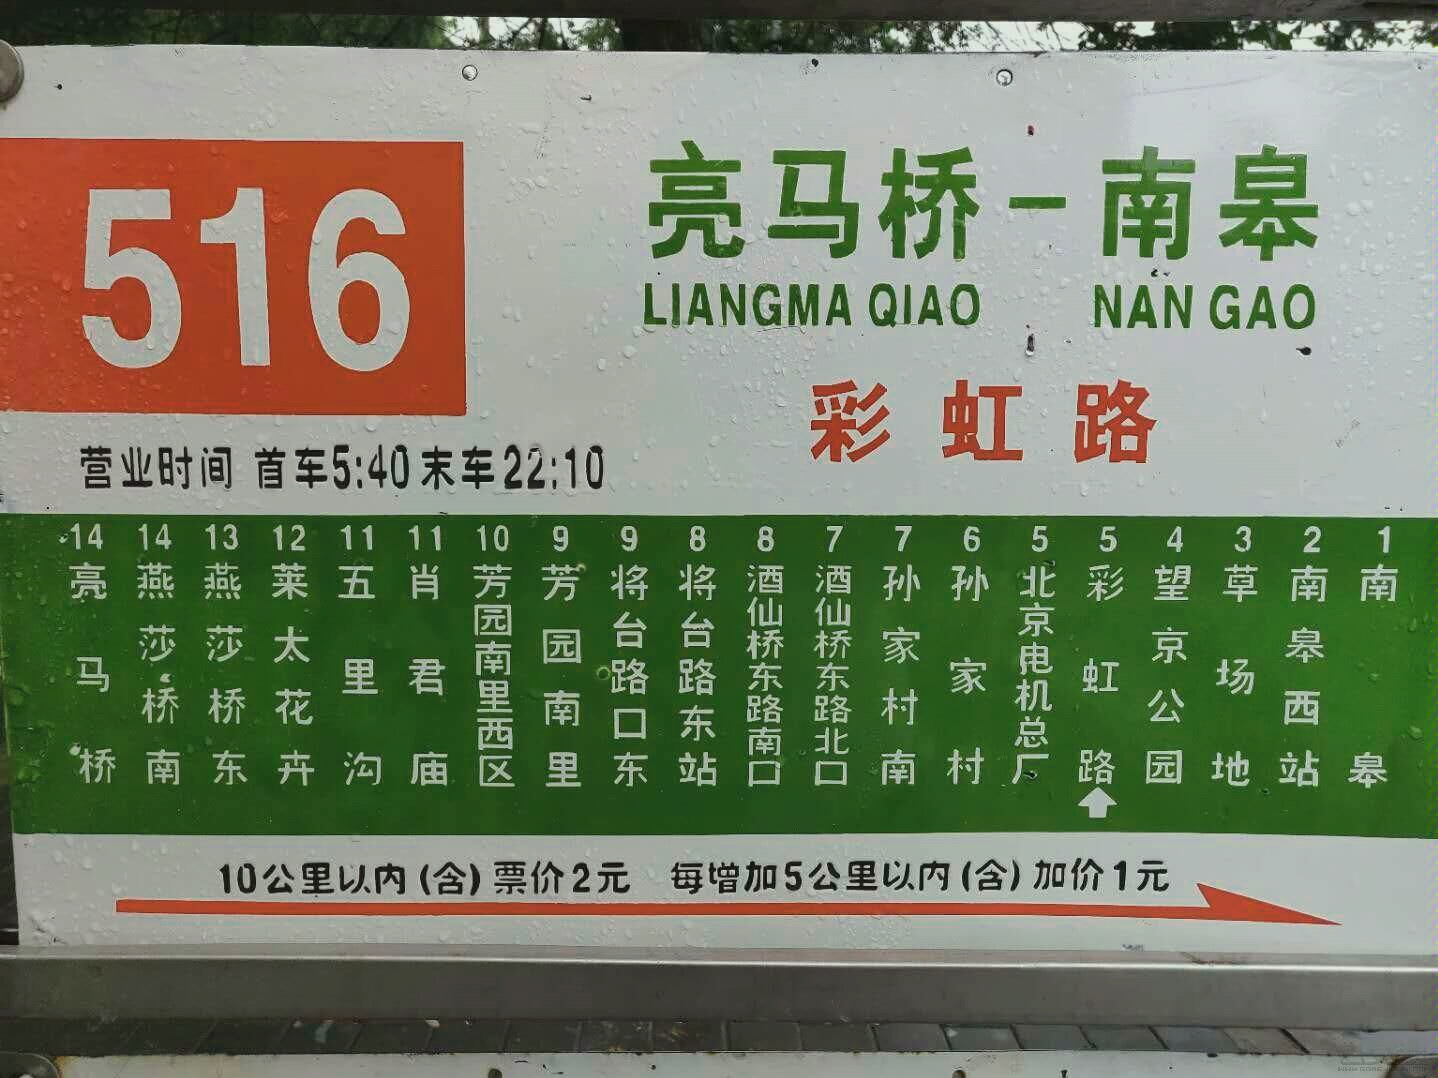 516
亮马桥-南皋
LIANGMA QIAO NAN GAO
彩虹路
营业时间 首车5:40 末车22:10
14 亮马桥
14 燕莎桥南
13 燕莎桥东
12 莱太花卉
11 五里沟
11 肖君庙
10 芳园南里西区
9 芳园南里
9 将台路口东
8 将台路东站
8 酒仙桥东路南口
7 酒仙桥东路北口
7 孙家村南
6 孙家村
5 北京电机总厂
5 彩虹路
4 望京公园
3 草场地
2 南皋西站
1 南皋
10公里以内(含)票价2元 每增加5公里以内(含)加价1元